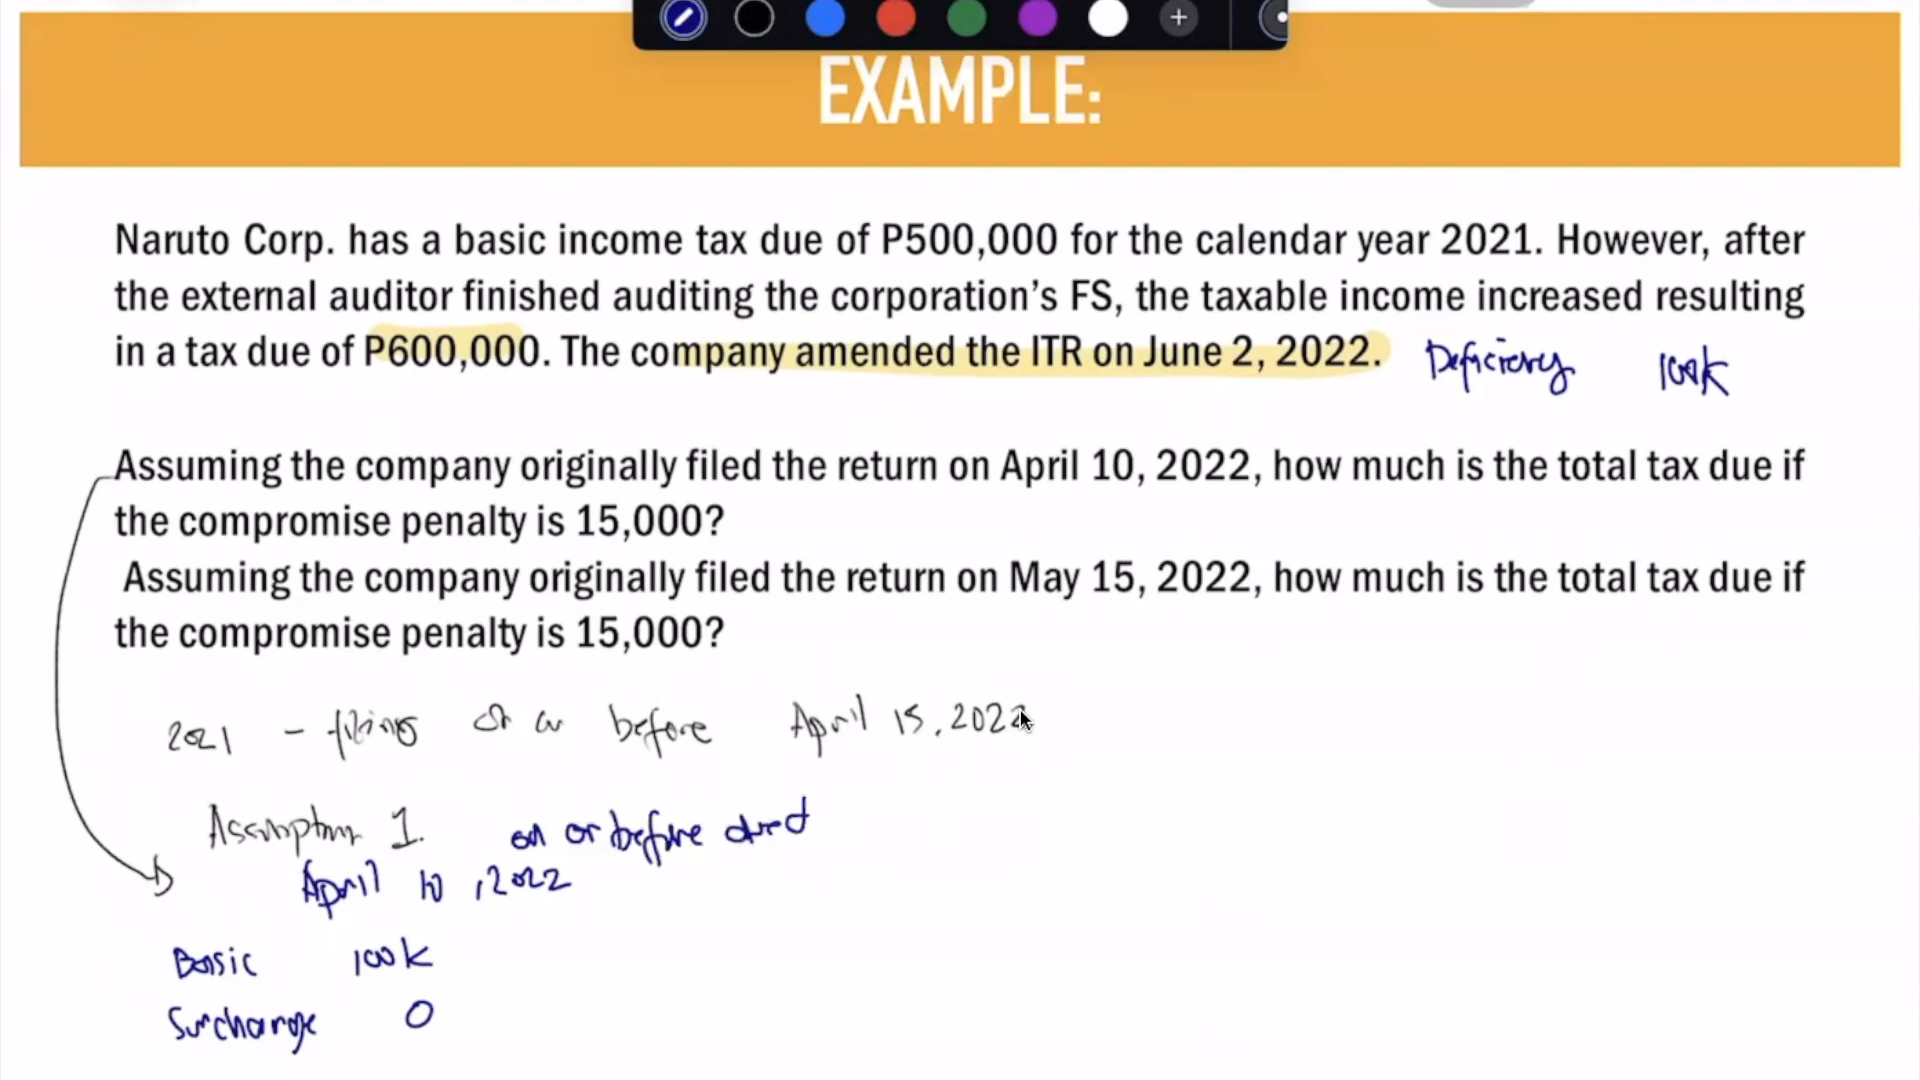 EXAMPLE:
Naruto Corp. has a basic income tax due of P500,000 for the calendar year 2021. However, after
the external auditor finished auditing the corporation's FS, the taxable income increased resulting
in a tax due of P600,000. The company amended the ITR on June 2, 2022. Deficiency 100k
Assuming the company originally filed the return on April 10, 2022, how much is the total tax due if
the compromise penalty is 15,000?
Assuming the company originally filed the return on May 15, 2022, how much is the total tax due if
the compromise penalty is 15,000?
2021 - filing before April 15, 2022
Assumption 1. on or before
April 10, 2022
Basic 100k
Surcharge 0